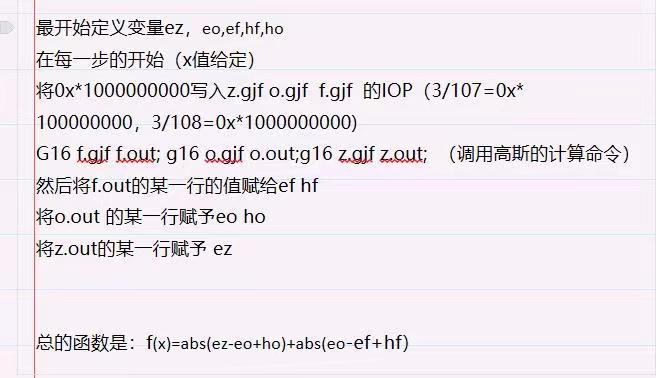 最开始定义变量ez，eo,ef,hf,ho
在每一步的开始（x值给定）
将0x*1000000000写入z.gjf o.gjf  f.gjf  的IOP（3/107=0x*
100000000，3/108=0x*1000000000)
G16 f.gjf f.out; g16 o.gjf o.out;g16 z.gjf z.out;  （调用高斯的计算命令）
然后将f.out的某一行的值赋给ef hf
将o.out 的某一行赋予eo ho
将z.out的某一行赋予 ez
总的函数是：f(x)=abs(ez-eo+ho)+abs(eo-ef+hf)